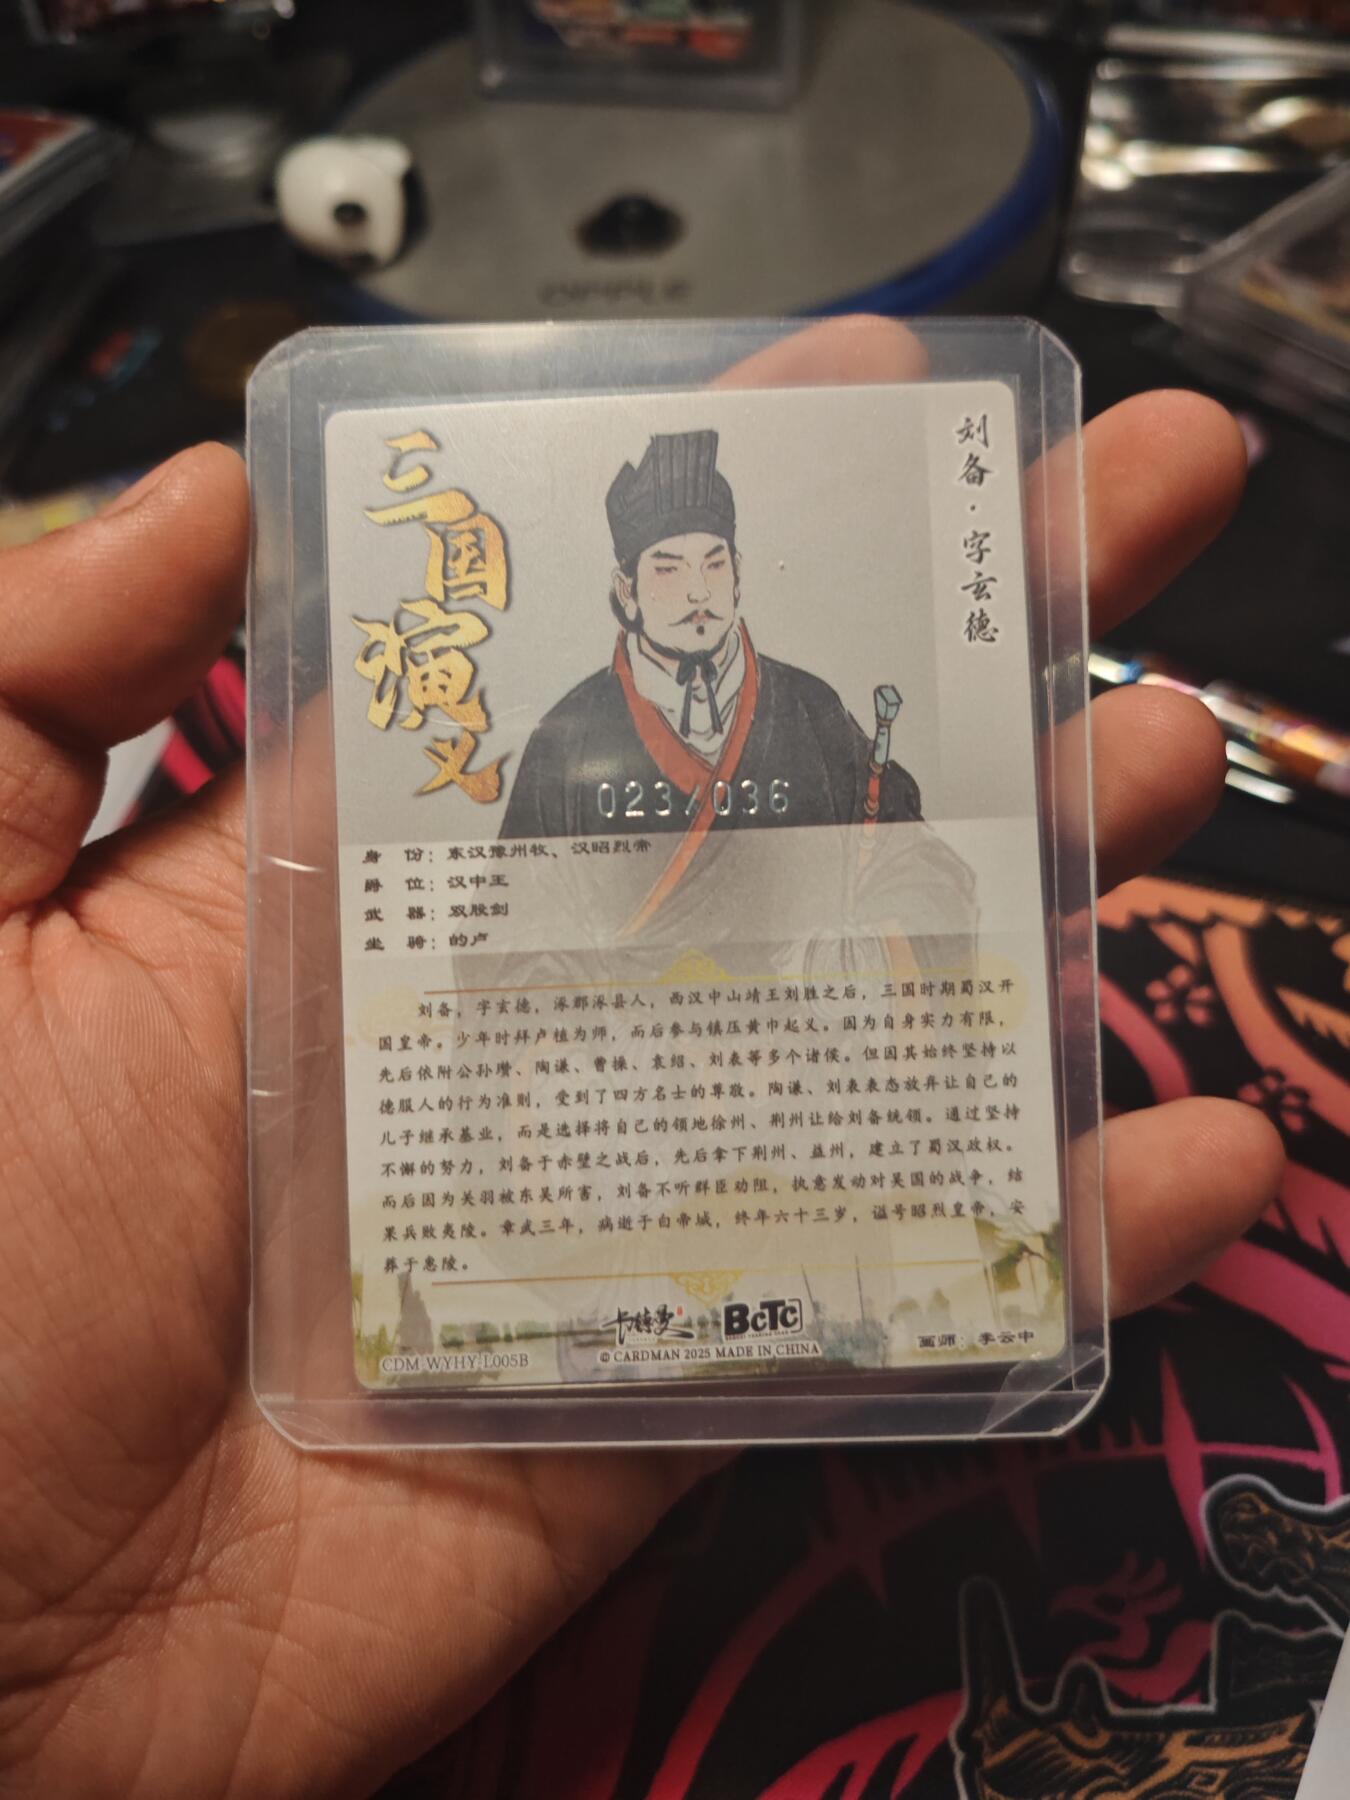 三国演义
刘备·字玄德
023/036
身 份：东汉豫州牧、汉昭烈帝
爵 位：汉中王
武 器：双股剑
坐 骑：的卢
刘备，字玄德，涿郡涿县人，西汉中山靖王刘胜之后，三国时期蜀汉开
国皇帝。少年时拜卢植为师，而后参与镇压黄巾起义。因为自身实力有限，
先后依附公孙瓒、陶谦、曹操、袁绍、刘表等多个诸侯。但因其始终坚持以
德服人的行为准则，受到了四方名士的尊敬。陶谦、刘表表态放弃让自己的
儿子继承基业，而是选择将自己的领地徐州、荆州让给刘备统领。通过坚持
不懈的努力，刘备于赤壁之战后，先后拿下荆州、益州，建立了蜀汉政权。
而后因为关羽被东吴所害，刘备不听群臣劝阻，执意发动对吴国的战争，结
果兵败夷陵。章武三年，病逝于白帝城，终年六十三岁，谥号昭烈皇帝，安
葬于惠陵。
卡德曼 BCTC
画师：李云中
CDM-WYHY-L005B
© CARDMAN 2025 MADE IN CHINA